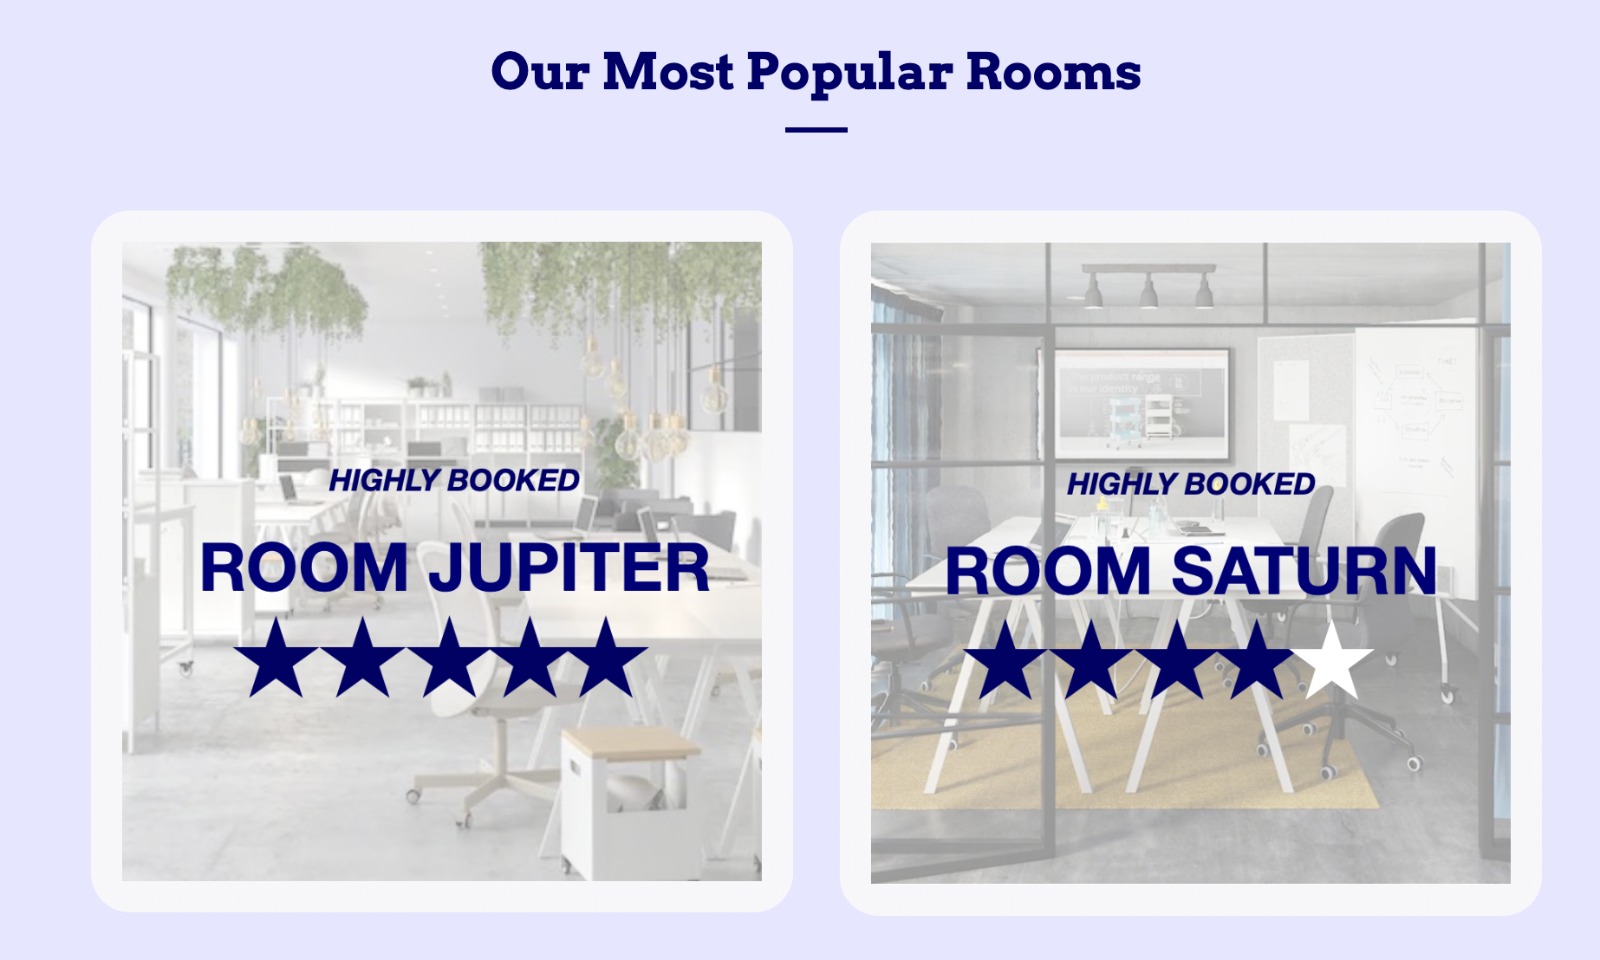 Our Most Popular Rooms
HIGHLY BOOKED
ROOM JUPITER
HIGHLY BOOKED
ROOM SATURN